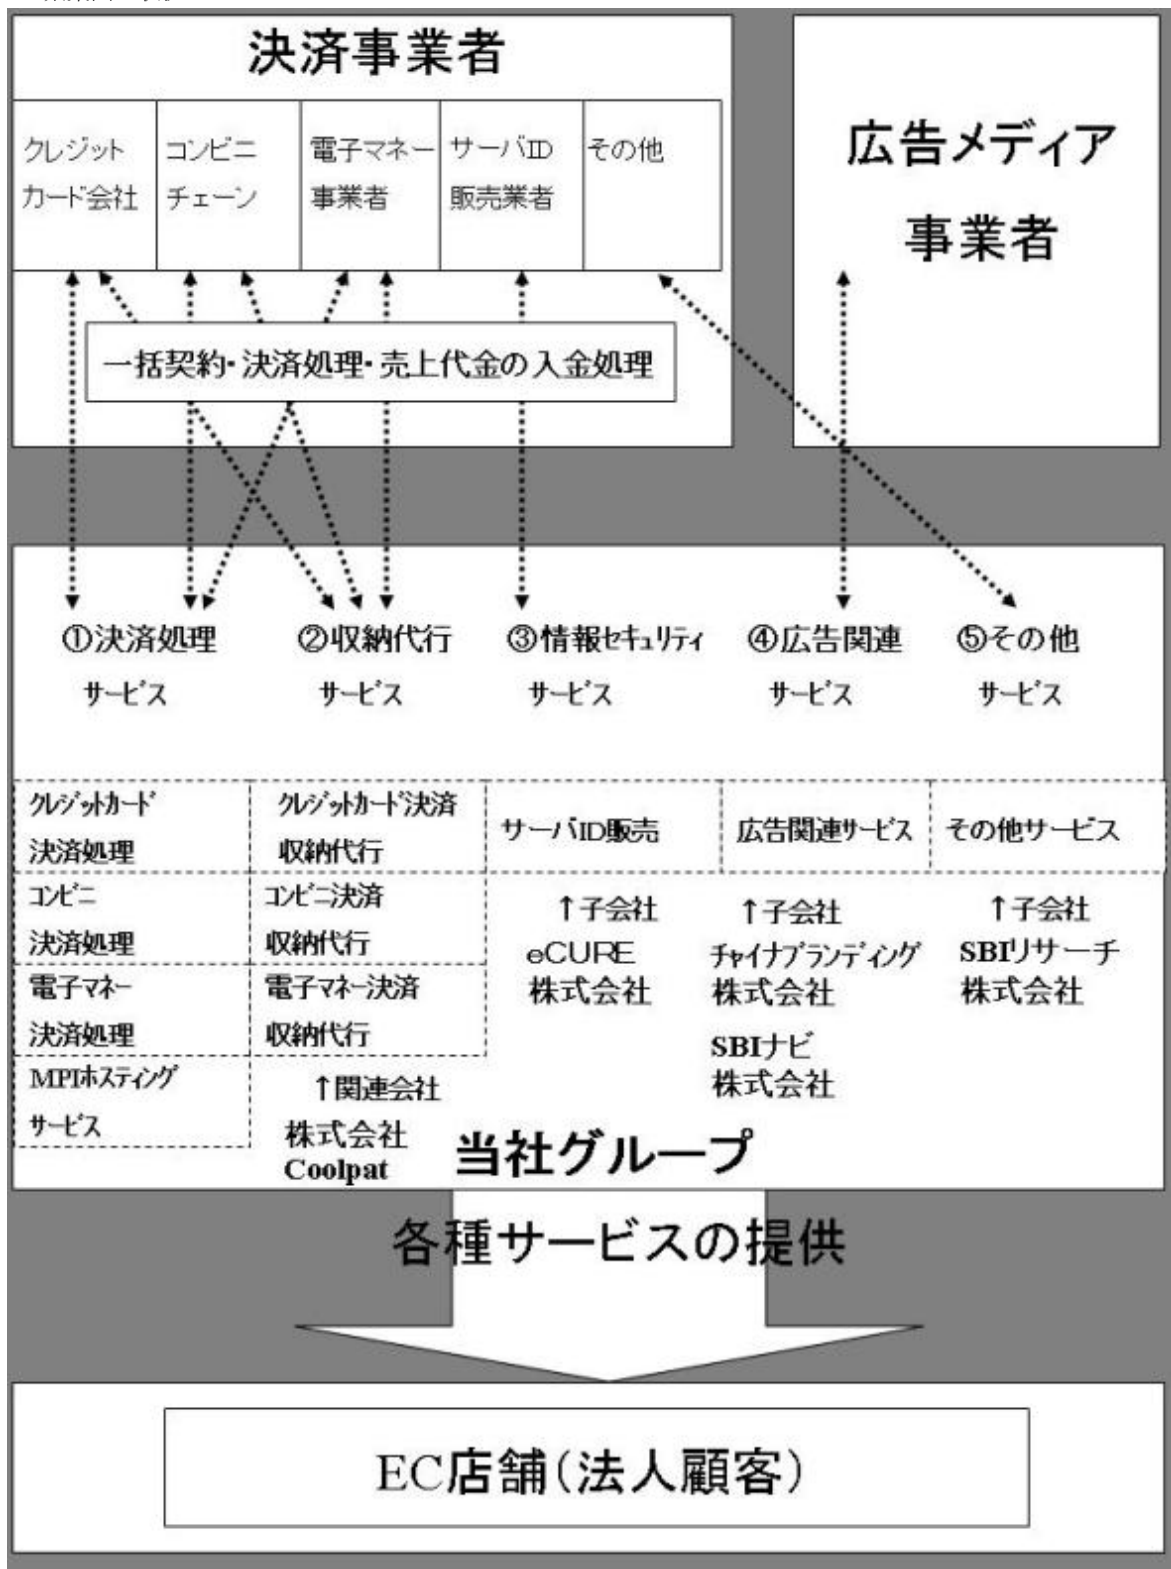 決済事業者
クレジット
カード会社
コンビニ
チェーン
電子マネー
事業者
サーバID
販売業者
その他
広告メディア
事業者
一括契約・決済処理・売上代金の入金処理
①決済処理
サービス
②収納代行
サービス
③情報セキュリティ
サービス
④広告関連
サービス
⑤その他
サービス
クレジットカード
決済処理
クレジットカード決済
収納代行
サーバID販売
広告関連サービス
その他サービス
コンビニ
決済処理
コンビニ決済
収納代行
電子マネー
決済処理
電子マネー決済
収納代行
MPIホスティング
サービス
↑関連会社
株式会社
Coolpat
↑子会社
eCURE
株式会社
↑子会社
チャイナブランディング
株式会社
SBIナビ
株式会社
↑子会社
SBIリサーチ
株式会社
当社グループ
各種サービスの提供
EC店舗(法人顧客)